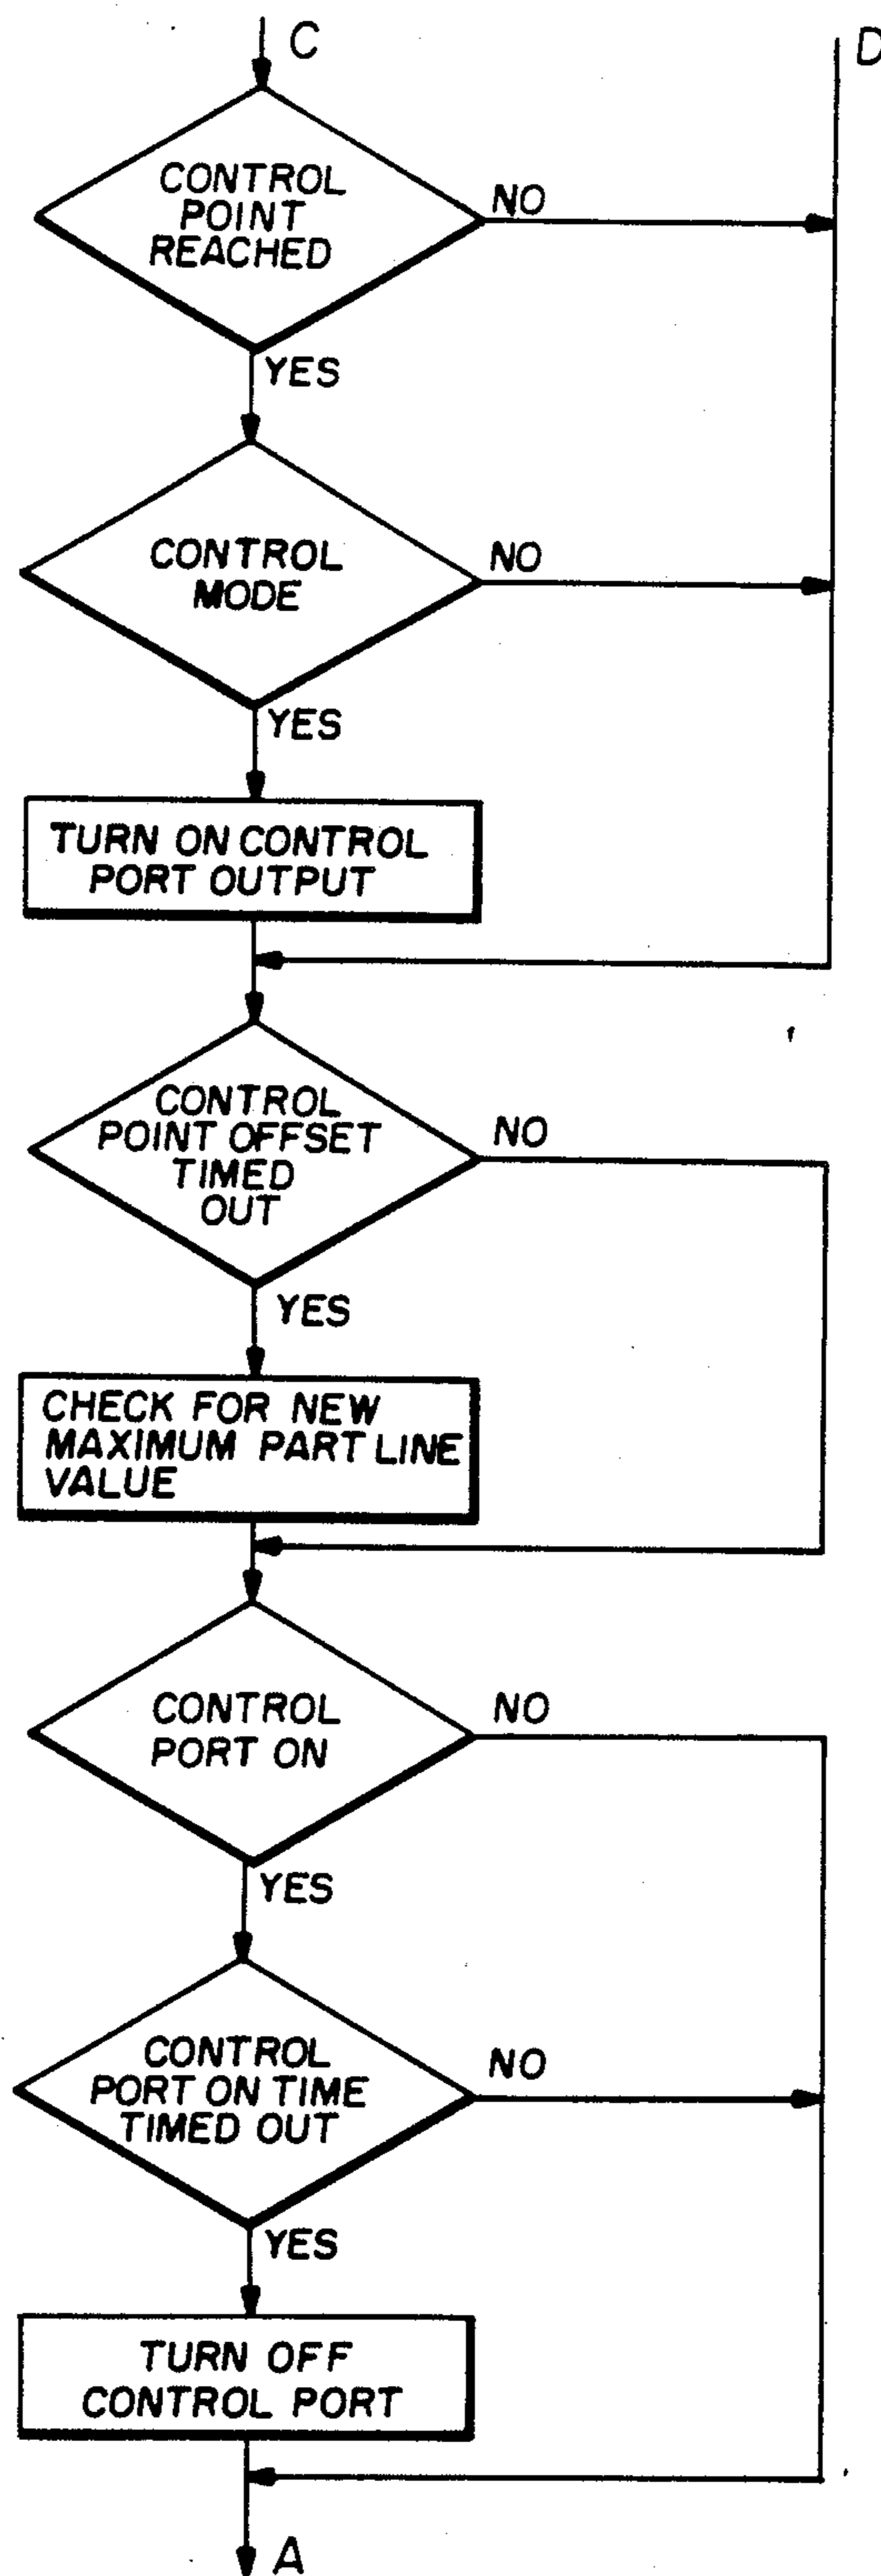 C
D
CONTROL
POINT
REACHED
NO
YES
CONTROL
MODE
NO
YES
TURN ON CONTROL
PORT OUTPUT
CONTROL
POINT OFFSET
TIMED
OUT
NO
YES
CHECK FOR NEW
MAXIMUM PART LINE
VALUE
CONTROL
PORT ON
NO
YES
CONTROL
PORT ON TIME
TIMED OUT
NO
YES
TURN OFF
CONTROL PORT
A